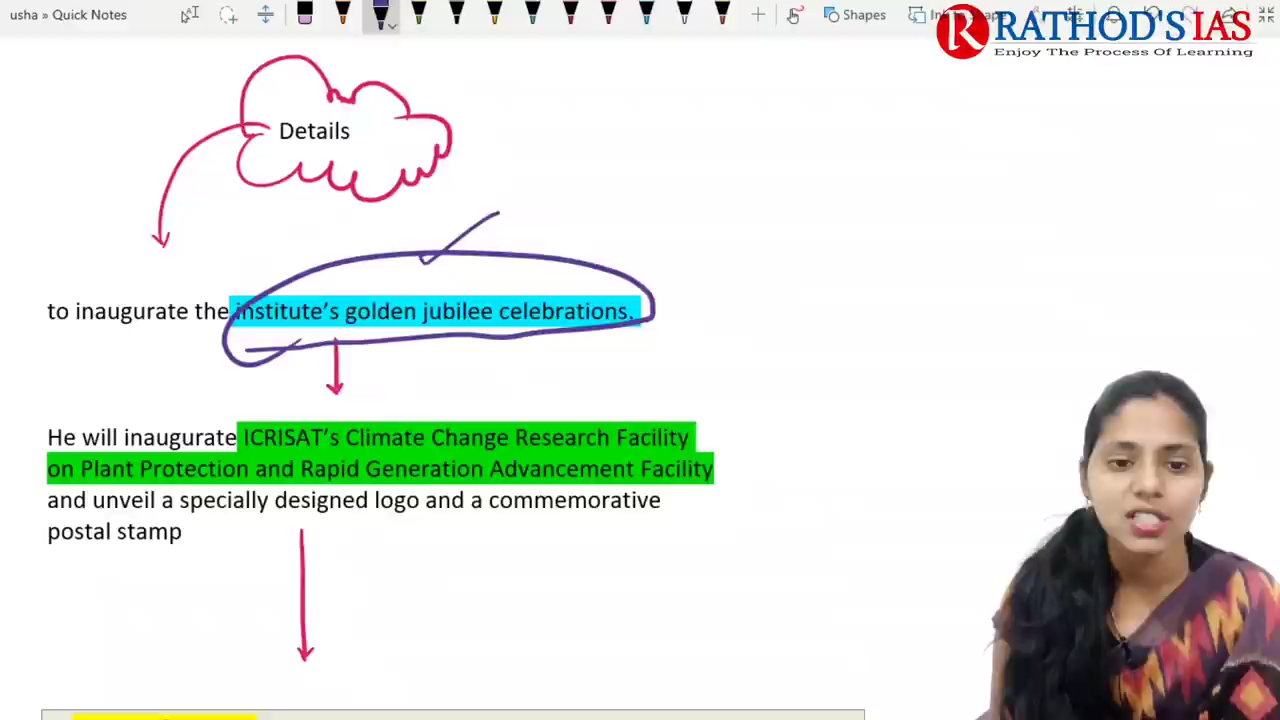 usha » Quick Notes
Shapes
RATHOD'S IAS
Enjoy The Process Of Learning
Details
to inaugurate the institute's golden jubilee celebrations.
He will inaugurate ICRISAT's Climate Change Research Facility
on Plant Protection and Rapid Generation Advancement Facility
and unveil a specially designed logo and a commemorative
postal stamp